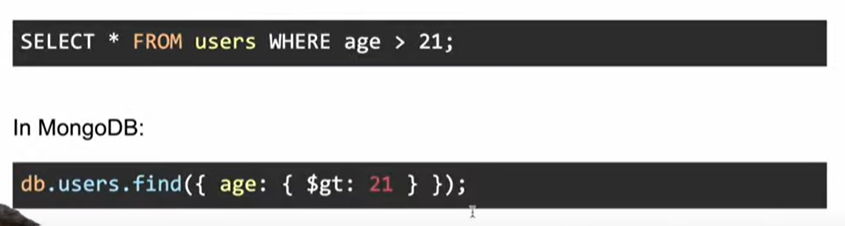 SELECT * FROM users WHERE age > 21;
In MongoDB:
db.users.find({ age: { $gt: 21 } });